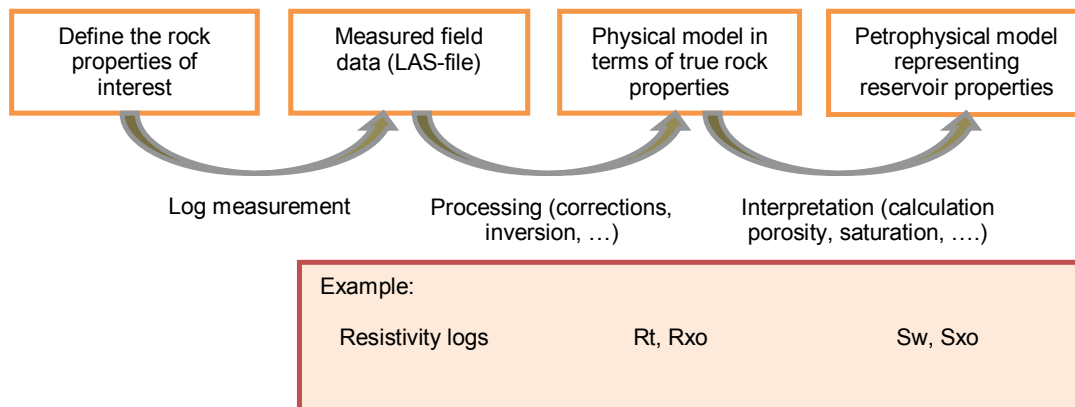 Define the rock
properties of
interest
Measured field
data (LAS-file)
Physical model in
terms of true rock
properties
Petrophysical model
representing
reservoir properties
Log measurement
Processing (corrections,
inversion, …)
Interpretation (calculation
porosity, saturation, ….)
Example:
Resistivity logs
Rt, Rxo
Sw, Sxo